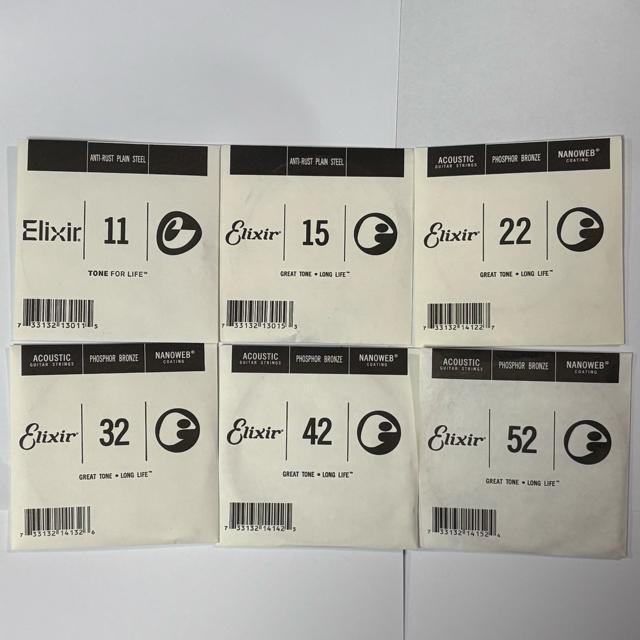 ANTI-RUST PLAIN STEEL
Elixir.
11
TONE FOR LIFE™
7 33132 13011 3
ANTI-RUST PLAIN STEEL
Elixir
15
GREAT TONE • LONG LIFE™
7 33132 13015 3
ACOUSTIC
GUITAR STRINGS
PHOSPHOR BRONZE
NANOWEB®
COATING
Elixir
22
GREAT TONE • LONG LIFE™
7 33132 14122 7
ACOUSTIC
GUITAR STRINGS
PHOSPHOR BRONZE
NANOWEB®
COATING
Elixir
32
GREAT TONE • LONG LIFE™
7 33132 14132 6
ACOUSTIC
GUITAR STRINGS
PHOSPHOR BRONZE
NANOWEB®
COATING
Elixir
42
GREAT TONE • LONG LIFE™
7 33132 14142 5
ACOUSTIC
GUITAR STRINGS
PHOSPHOR BRONZE
NANOWEB®
COATING
Elixir
52
GREAT TONE • LONG LIFE™
7 33132 14152 4